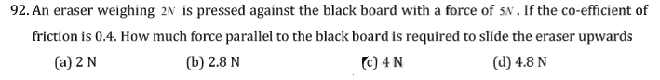 92. An eraser weighing 2N is pressed against the black board with a force of 5N. If the co-efficient of
friction is 0.4. How much force parallel to the black board is required to slide the eraser upwards
(a) 2 N (b) 2.8 N (c) 4 N (d) 4.8 N